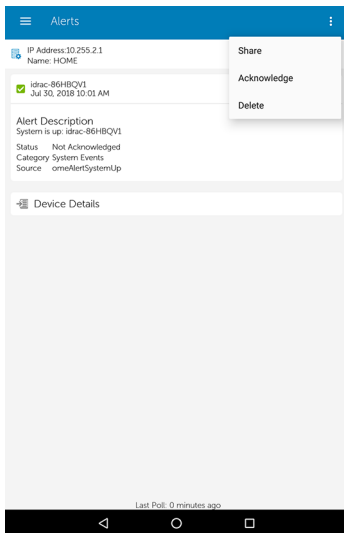 Alerts
IP Address:10.255.2.1
Name: HOME
Share
Acknowledge
Delete
idrac-86HBQV1
Jul 30, 2018 10:01 AM
Alert Description
System is up: idrac-86HBQV1
Status Not Acknowledged
Category System Events
Source omeAlertSystemUp
Device Details
Last Poll: 0 minutes ago